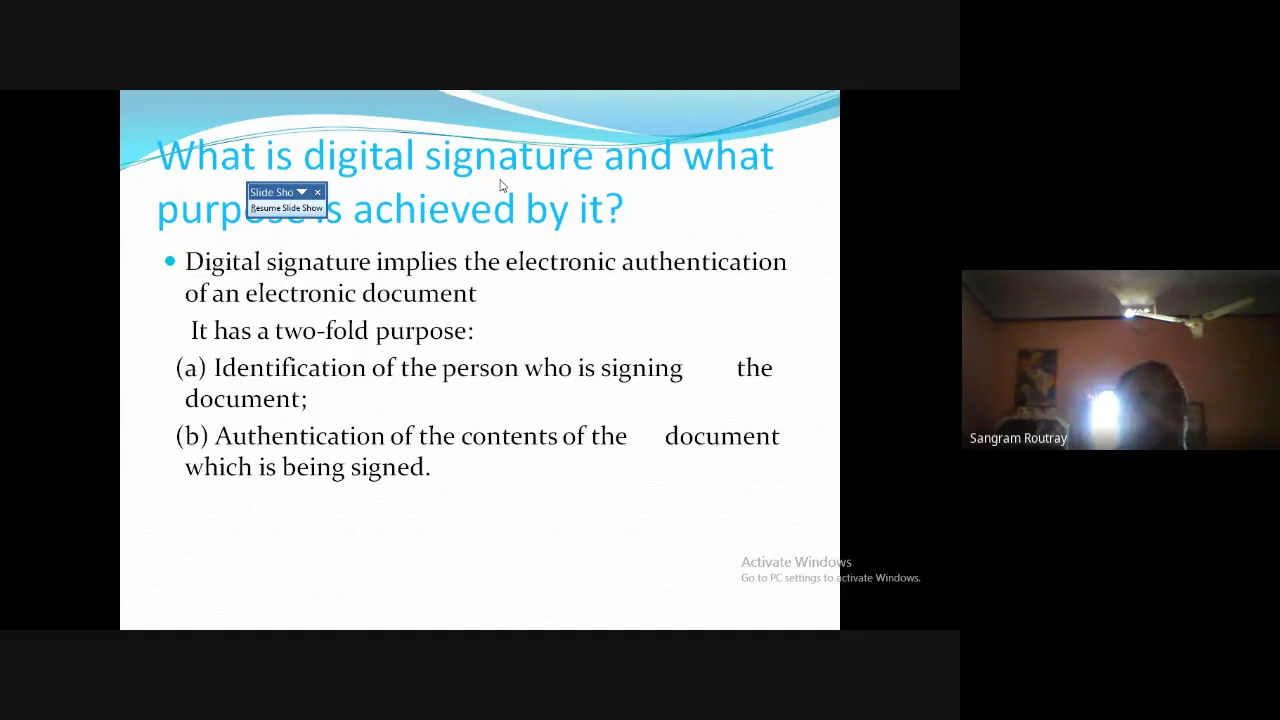 What is digital signature and what
purpose is achieved by it?
Slide Sho
Resume Slide Show
Digital signature implies the electronic authentication
of an electronic document
It has a two-fold purpose:
(a) Identification of the person who is signing the
document;
(b) Authentication of the contents of the document
which is being signed.
Activate Windows
Go to PC settings to activate Windows.
Sangram Routray